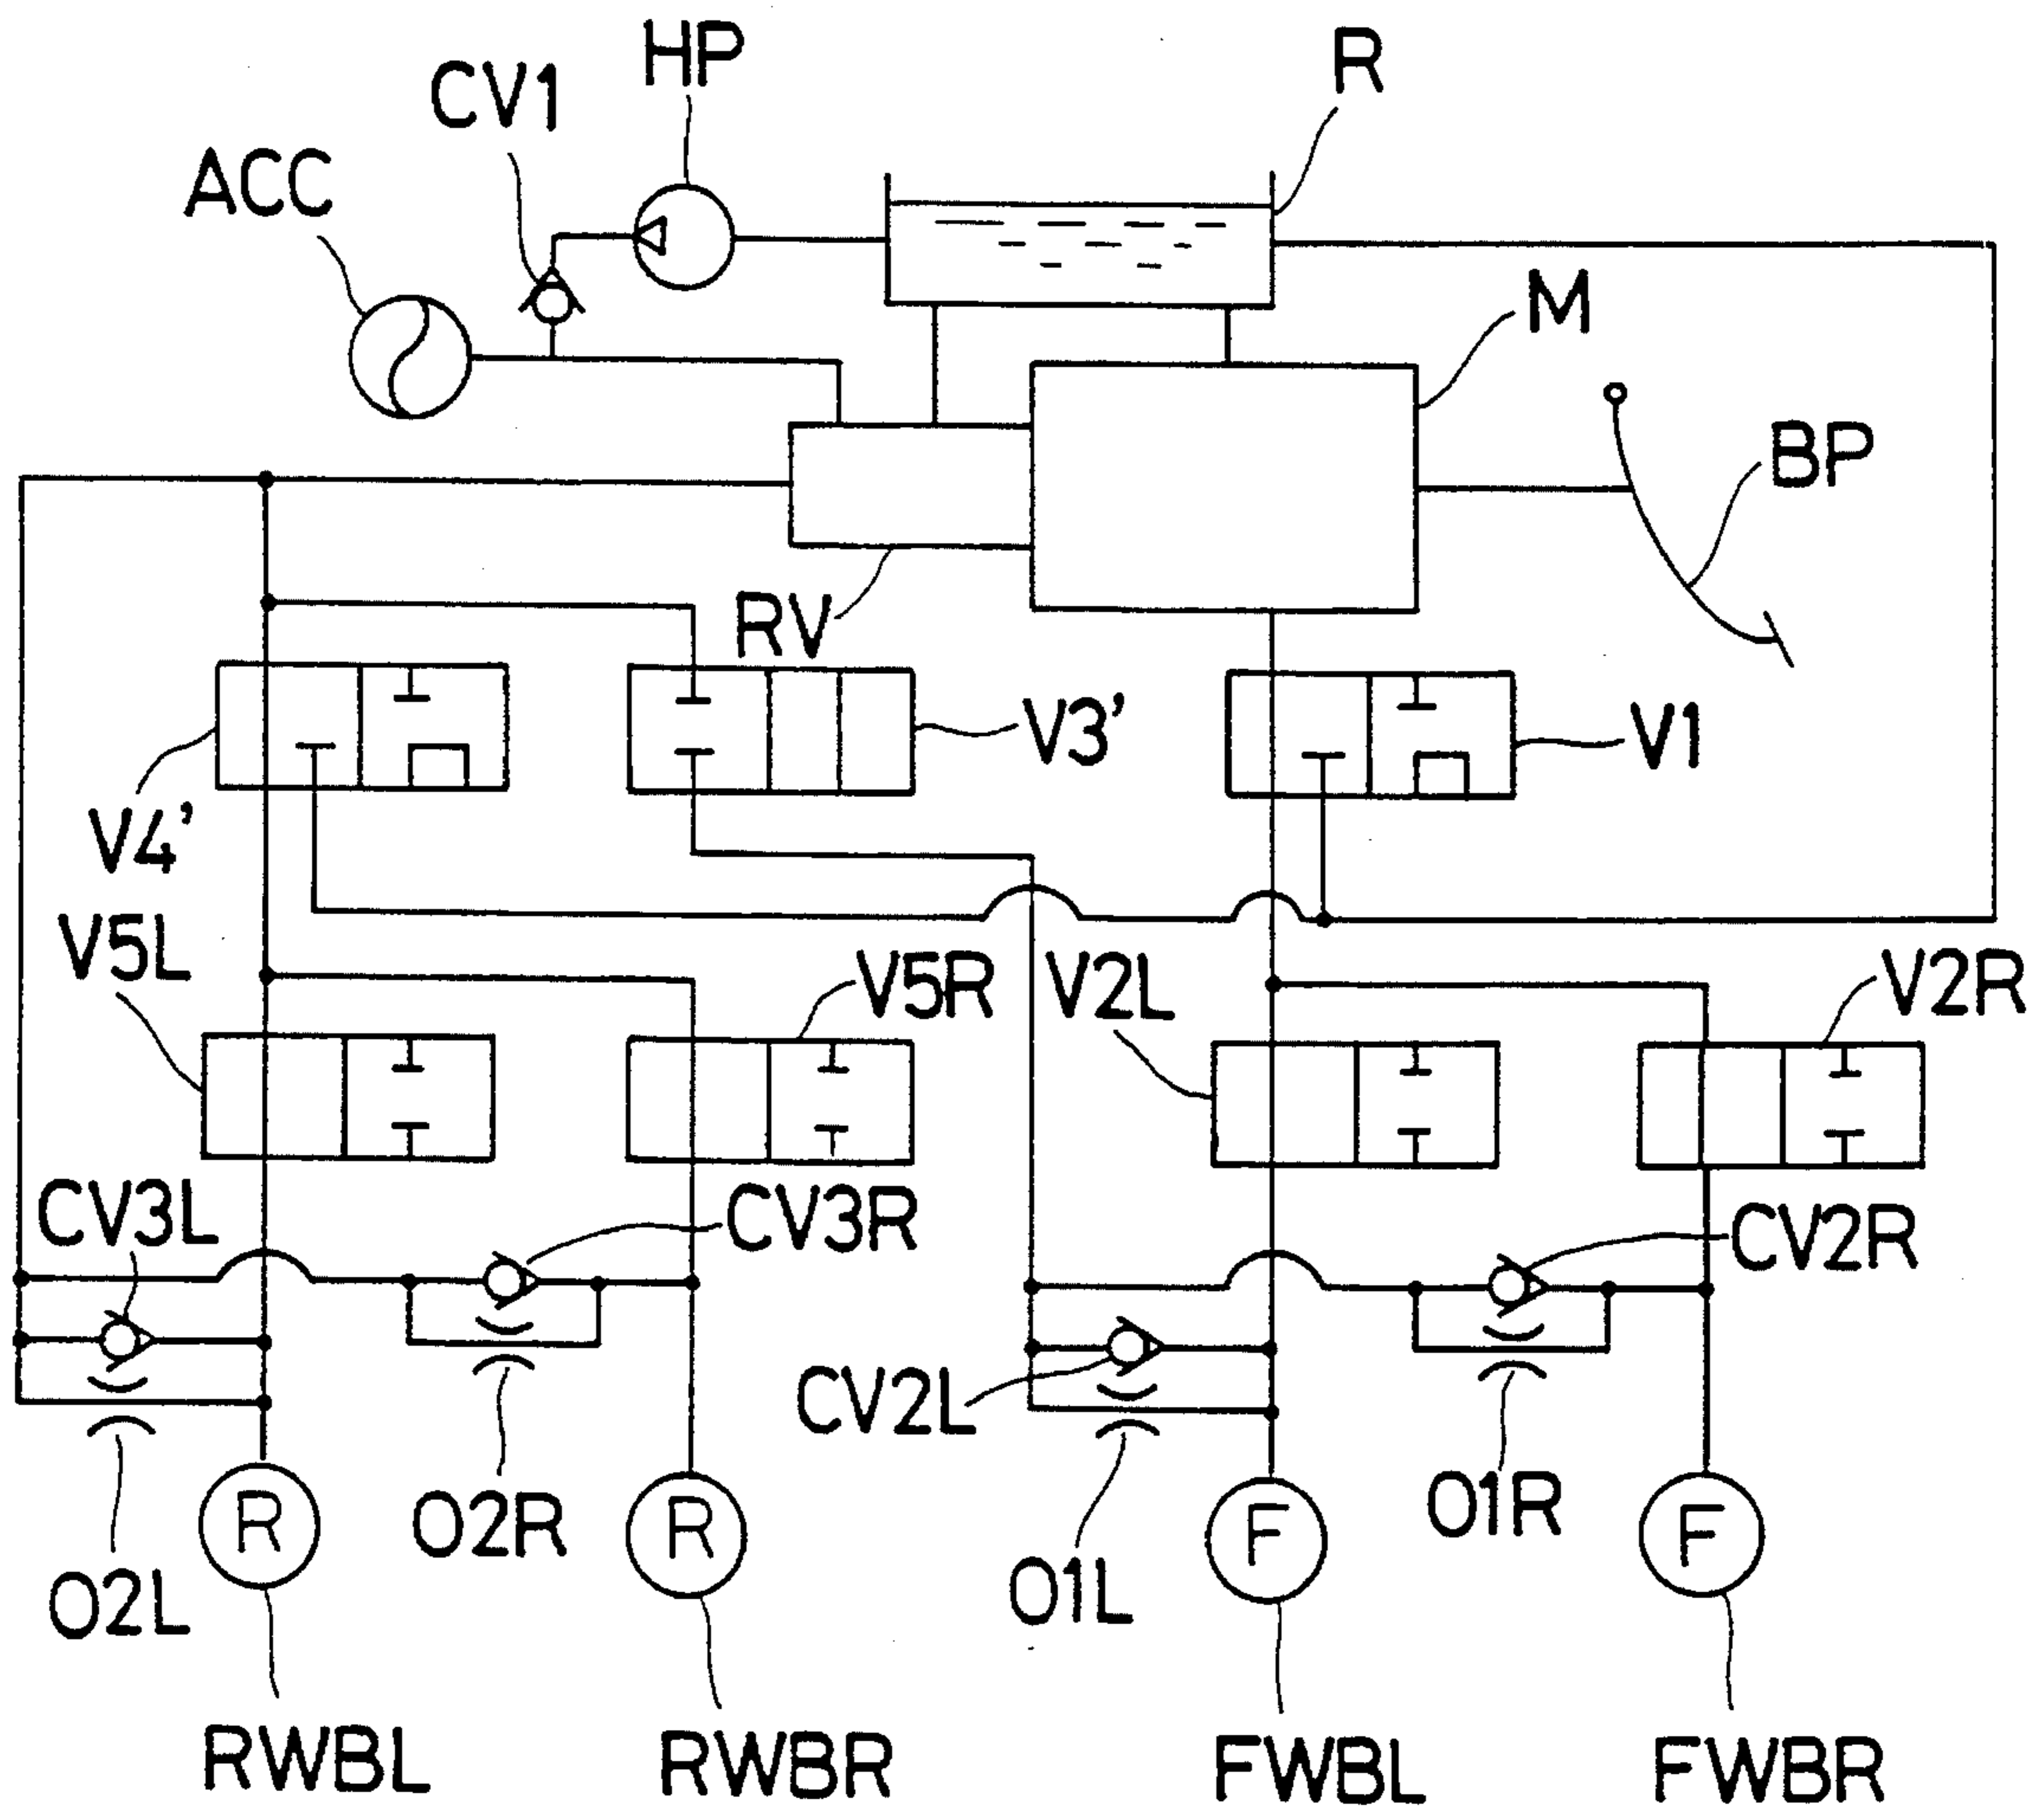 HP
R
CV1
ACC
M
BP
RV
V3'
V1
V4'
V5L
V5R
V2L
V2R
CV3L
CV3R
CV2R
CV2L
R
O2R
R
F
O1R
F
O2L
O1L
RWBL
RWBR
FWBL
FWBR